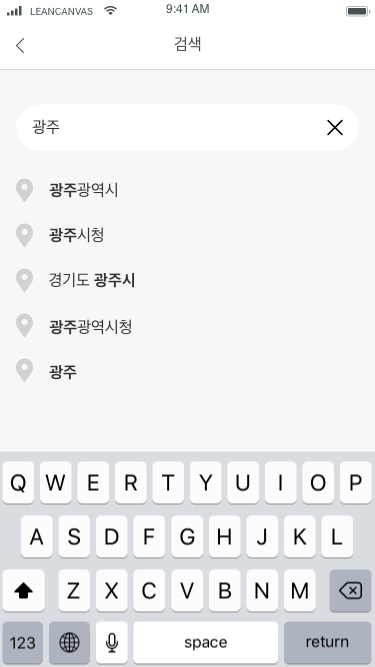 LEANCANVAS 9:41 AM
검색
광주
광주광역시
광주시청
경기도 광주시
광주광역시청
광주
Q W E R T Y U I O P
A S D F G H J K L
Z X C V B N M
123 space return